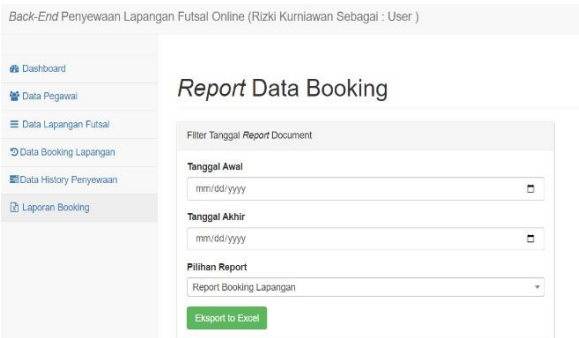 Back-End Penyewaan Lapangan Futsal Online (Rizki Kurniawan Sebagai : User )
Dashboard
Data Pegawai
Data Lapangan Futsal
Data Booking Lapangan
Data History Penyewaan
Laporan Booking
Report Data Booking
Filter Tanggal Report Document
Tanggal Awal
mm/dd/yyyy
Tanggal Akhir
mm/dd/yyyy
Pilihan Report
Report Booking Lapangan
Eksport to Excel